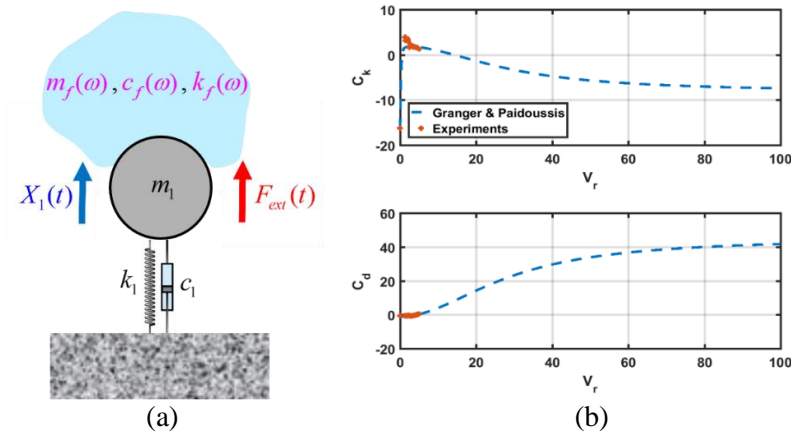 m_f(ω) , c_f(ω), k_f(ω)
m_1
X_1(t)
F_ext(t)
k_1
c_1
(a)
C_k
10
0
-10
-20
Granger & Paidoussis
Experiments
0 20 40 60 80 100
V_r
C_d
60
40
20
0
-20
0 20 40 60 80 100
V_r
(b)